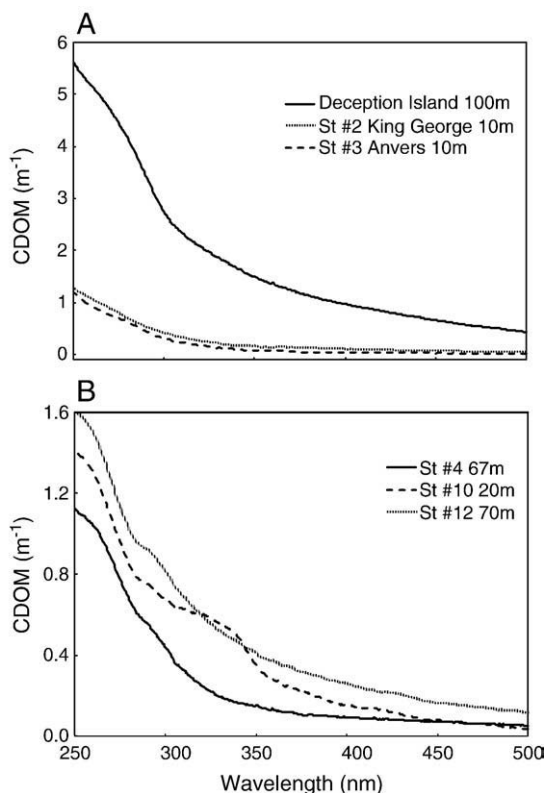 A
6
5
4
3
2
1
0
CDOM (m⁻¹)
Deception Island 100m
St #2 King George 10m
St #3 Anvers 10m
B
1.6
1.2
0.8
0.4
0.0
CDOM (m⁻¹)
St #4 67m
St #10 20m
St #12 70m
250 300 350 400 450 500
Wavelength (nm)